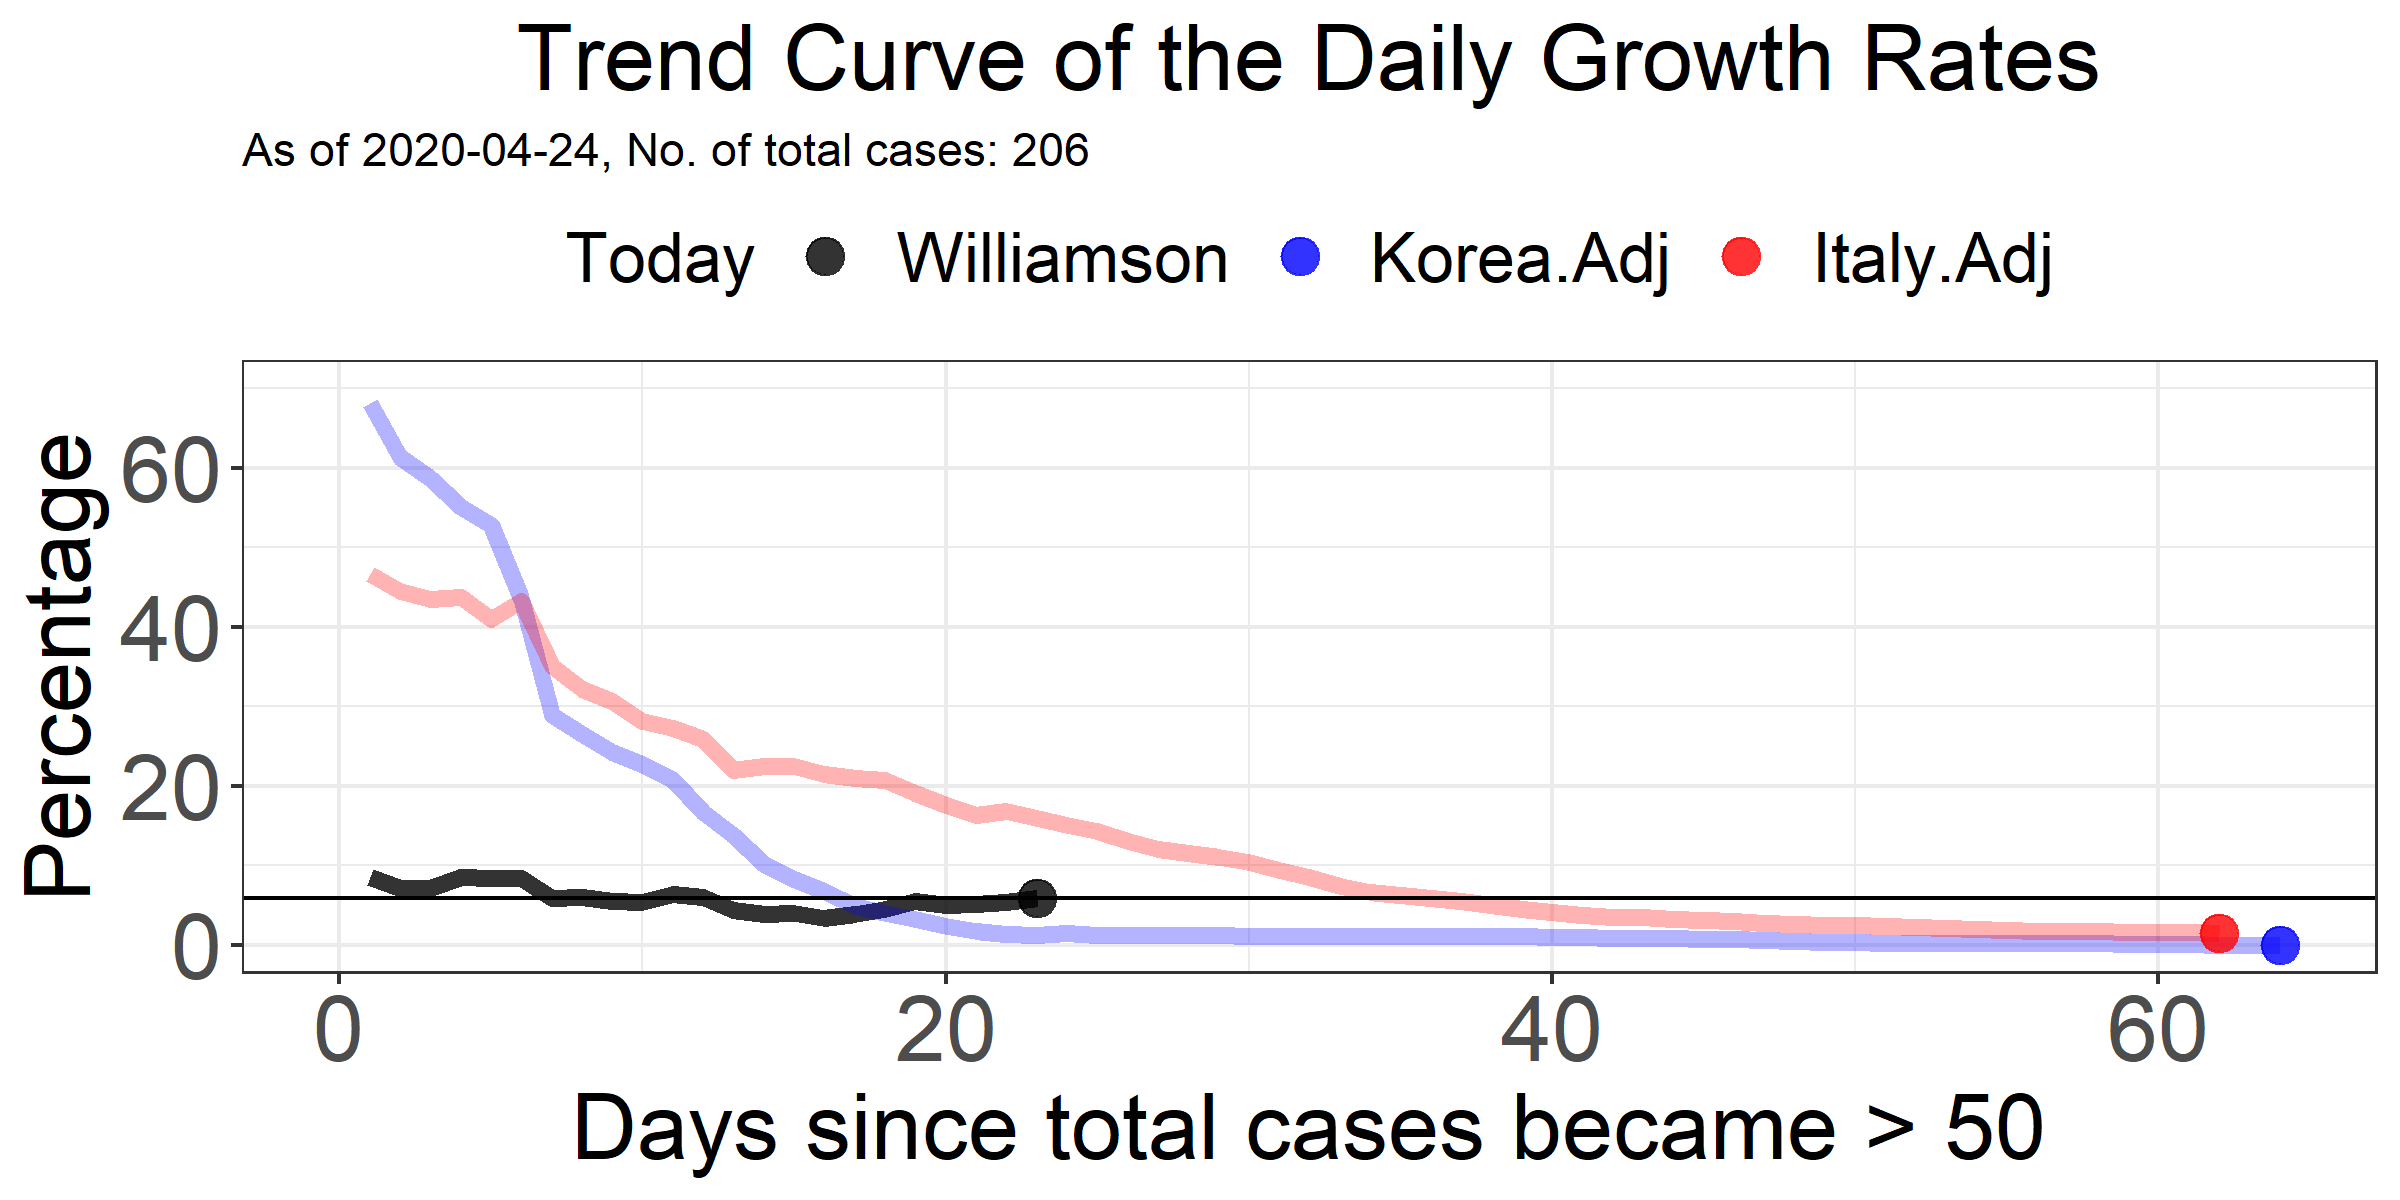 Trend Curve of the Daily Growth Rates
As of 2020-04-24, No. of total cases: 206
Today Williamson Korea.Adj Italy.Adj
Percentage
60
40
20
0
0 20 40 60
Days since total cases became > 50